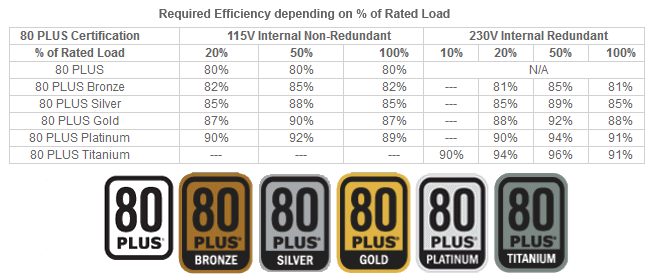 Required Efficiency depending on % of Rated Load
80 PLUS Certification 115V Internal Non-Redundant 230V Internal Redundant
% of Rated Load 20% 50% 100% 10% 20% 50% 100%
80 PLUS 80% 80% 80% N/A
80 PLUS Bronze 82% 85% 82% --- 81% 85% 81%
80 PLUS Silver 85% 88% 85% --- 85% 89% 85%
80 PLUS Gold 87% 90% 87% --- 88% 92% 88%
80 PLUS Platinum 90% 92% 89% --- 90% 94% 91%
80 PLUS Titanium --- --- --- 90% 94% 96% 91%
80 PLUS®
80 PLUS® BRONZE
80 PLUS® SILVER
80 PLUS® GOLD
80 PLUS® PLATINUM
80 PLUS® TITANIUM